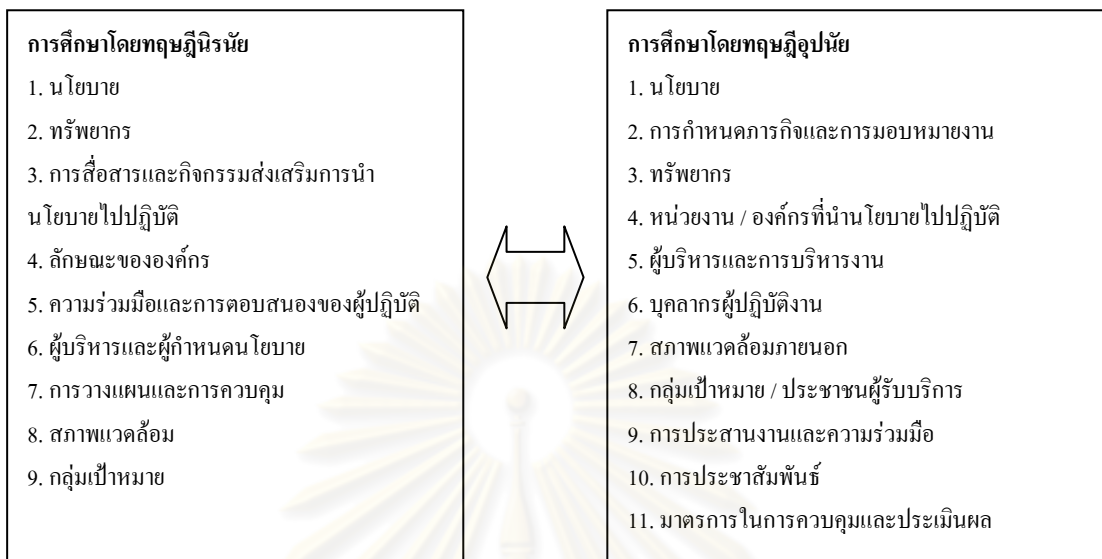 การศึกษาโดยทฤษฎีนิรนัย
1. นโยบาย
2. ทรัพยากร
3. การสื่อสารและกิจกรรมส่งเสริมการนำ
นโยบายไปปฏิบัติ
4. ลักษณะขององค์กร
5. ความร่วมมือและการตอบสนองของผู้ปฏิบัติ
6. ผู้บริหารและผู้กำหนดนโยบาย
7. การวางแผนและการควบคุม
8. สภาพแวดล้อม
9. กลุ่มเป้าหมาย
การศึกษาโดยทฤษฎีอุปนัย
1. นโยบาย
2. การกำหนดภารกิจและการมอบหมายงาน
3. ทรัพยากร
4. หน่วยงาน / องค์กรที่นำนโยบายไปปฏิบัติ
5. ผู้บริหารและการบริหารงาน
6. บุคลากรผู้ปฏิบัติงาน
7. สภาพแวดล้อมภายนอก
8. กลุ่มเป้าหมาย / ประชาชนผู้รับบริการ
9. การประสานงานและความร่วมมือ
10. การประชาสัมพันธ์
11. มาตรการในการควบคุมและประเมินผล